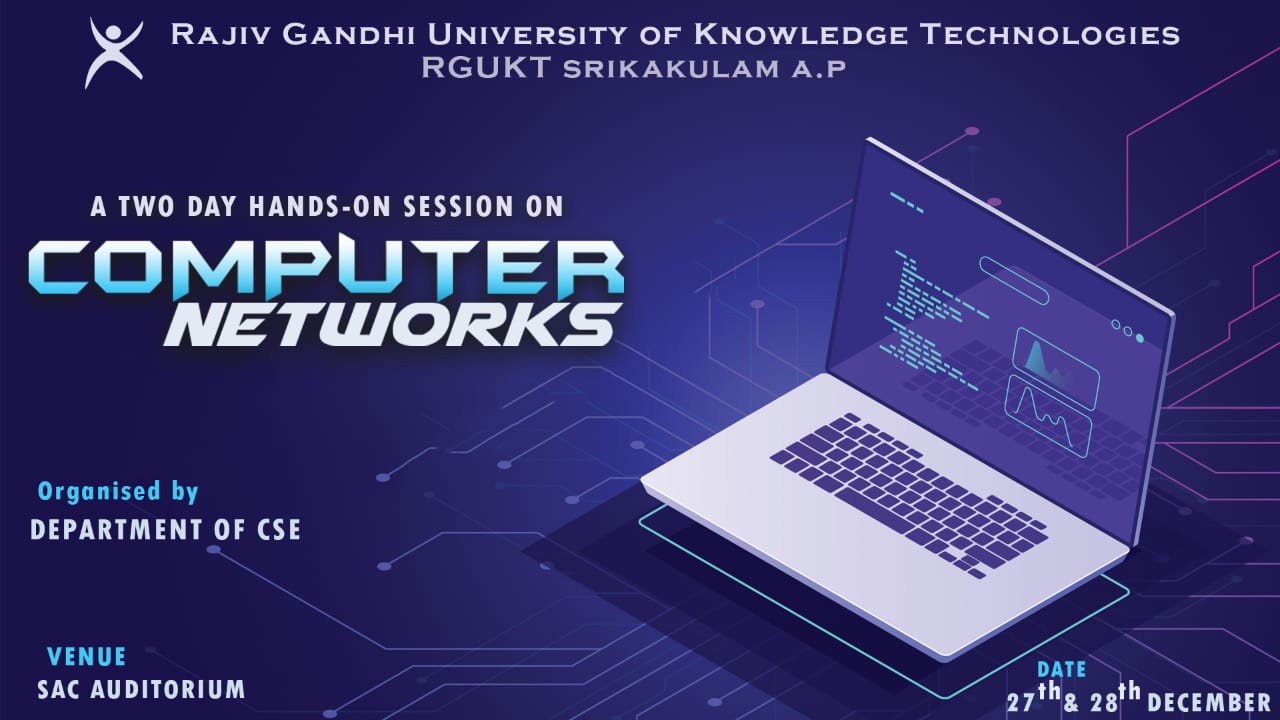 Rajiv Gandhi University of Knowledge Technologies
RGUKT SRIKAKULAM A.P
A TWO DAY HANDS-ON SESSION ON
COMPUTER
NETWORKS
Organised by
DEPARTMENT OF CSE
VENUE
SAC AUDITORIUM
DATE
27th & 28th DECEMBER